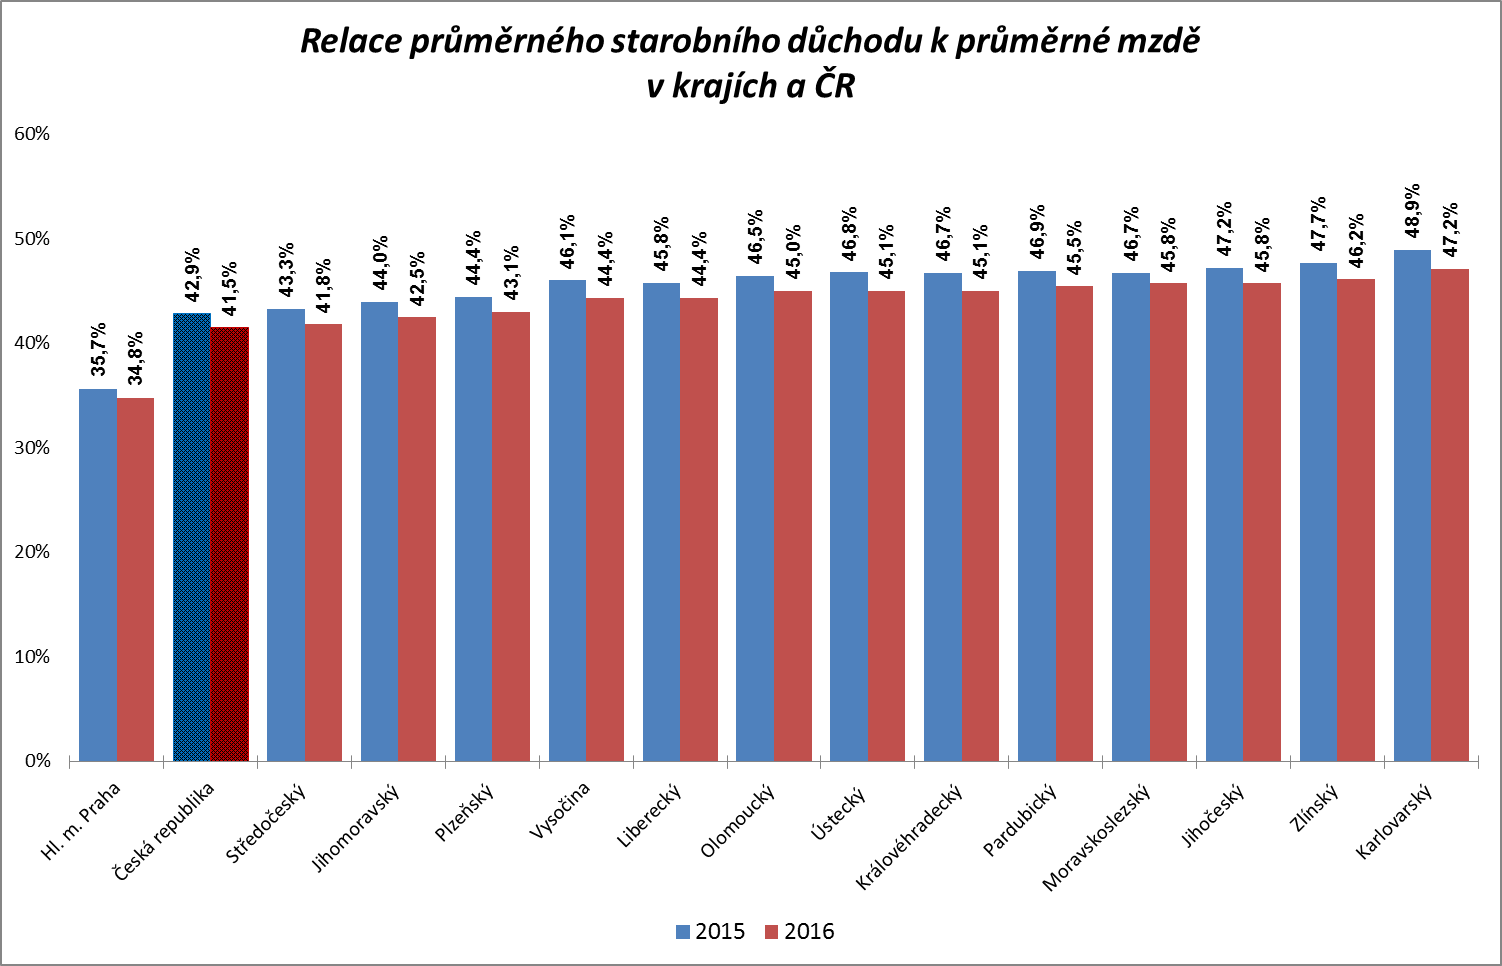 Relace průměrného starobního důchodu k průměrné mzdě
v krajích a ČR
60%
50%
40%
30%
20%
10%
0%
35,7%
34,8%
42,9%
41,5%
43,3%
41,8%
44,0%
42,5%
44,4%
43,1%
46,1%
44,4%
45,8%
44,4%
46,5%
45,0%
46,8%
45,1%
46,7%
45,1%
46,9%
45,5%
46,7%
45,8%
47,2%
45,8%
47,7%
46,2%
48,9%
47,2%
Hl. m. Praha
Česká republika
Středočeský
Jihomoravský
Plzeňský
Vysočina
Liberecký
Olomoucký
Ústecký
Královéhradecký
Pardubický
Moravskoslezský
Jihočeský
Zlínský
Karlovarský
2015
2016